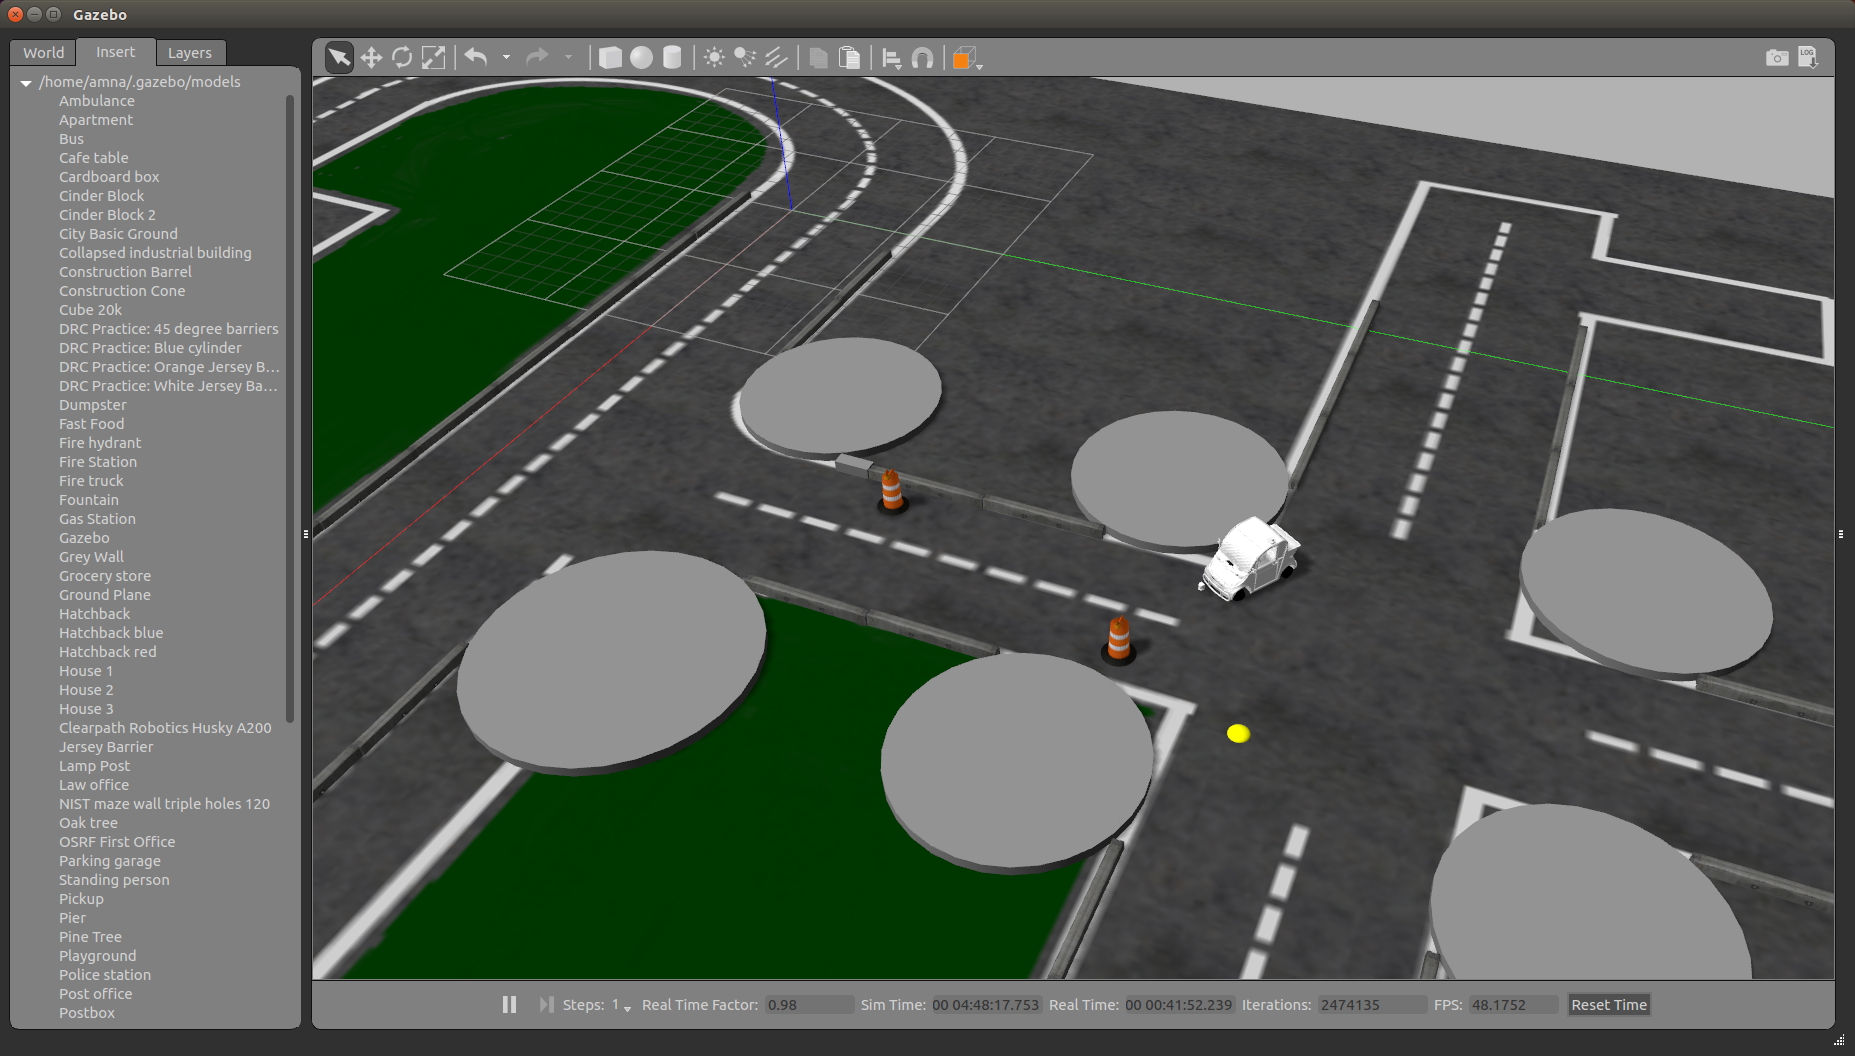 Gazebo
World Insert Layers
/home/amna/.gazebo/models
Ambulance
Apartment
Bus
Cafe table
Cardboard box
Cinder Block
Cinder Block 2
City Basic Ground
Collapsed industrial building
Construction Barrel
Construction Cone
Cube 20k
DRC Practice: 45 degree barriers
DRC Practice: Blue cylinder
DRC Practice: Orange Jersey B...
DRC Practice: White Jersey Ba...
Dumpster
Fast Food
Fire hydrant
Fire Station
Fire truck
Fountain
Gas Station
Gazebo
Grey Wall
Grocery store
Ground Plane
Hatchback
Hatchback blue
Hatchback red
House 1
House 2
House 3
Clearpath Robotics Husky A200
Jersey Barrier
Lamp Post
Law office
NIST maze wall triple holes 120
Oak tree
OSRF First Office
Parking garage
Standing person
Pickup
Pier
Pine Tree
Playground
Police station
Post office
Postbox
LOG
Steps: 1 Real Time Factor: 0.98 Sim Time: 00 04:48:17.753 Real Time: 00 00:41:52.239 Iterations: 2474135 FPS: 48.1752 Reset Time